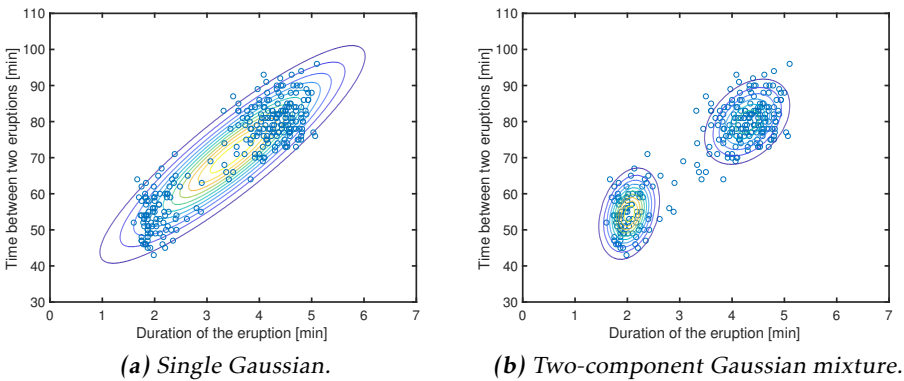 110
100
90
80
70
60
50
40
30
0 1 2 3 4 5 6 7
Time between two eruptions [min]
Duration of the eruption [min]
(a) Single Gaussian.
110
100
90
80
70
60
50
40
30
0 1 2 3 4 5 6 7
Time between two eruptions [min]
Duration of the eruption [min]
(b) Two-component Gaussian mixture.